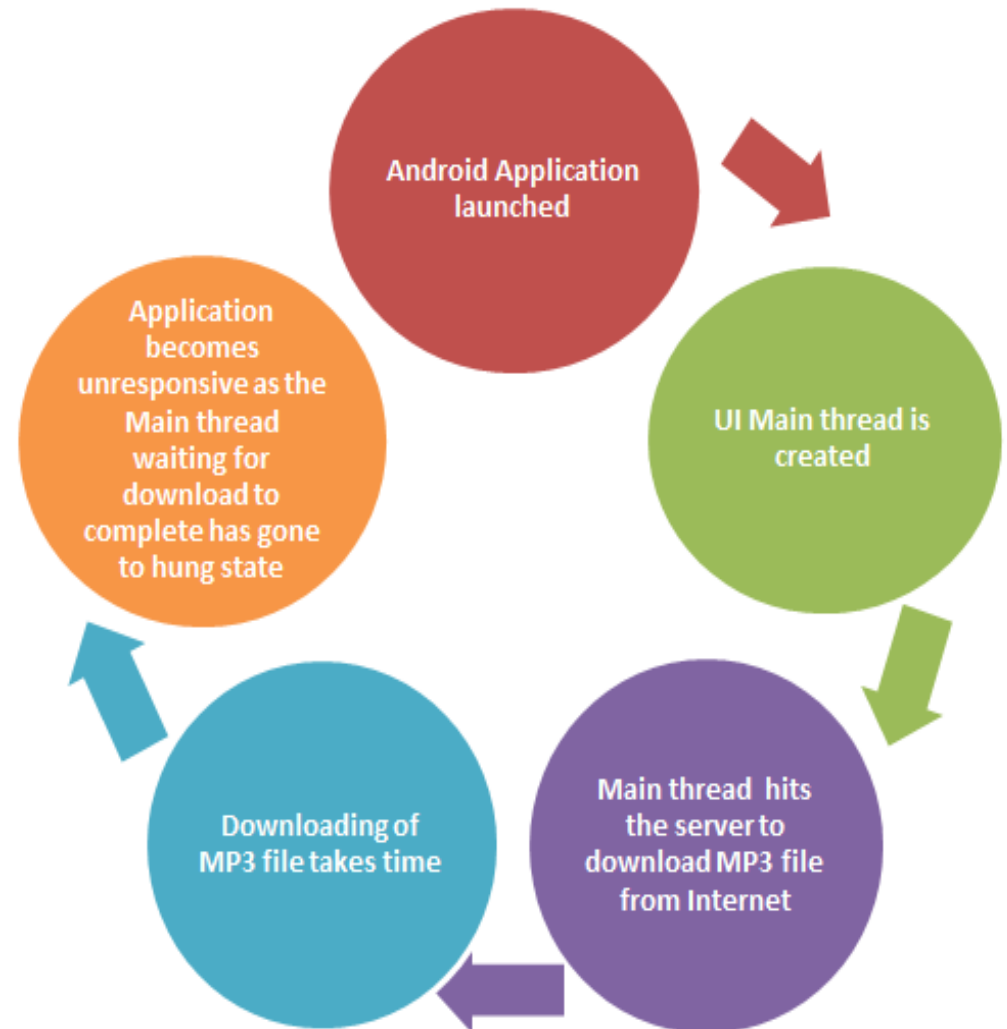 Android Application
launched
UI Main thread is
created
Main thread hits
the server to
download MP3 file
from Internet
Downloading of
MP3 file takes time
Application
becomes
unresponsive as the
Main thread
waiting for
download to
complete has gone
to hung state